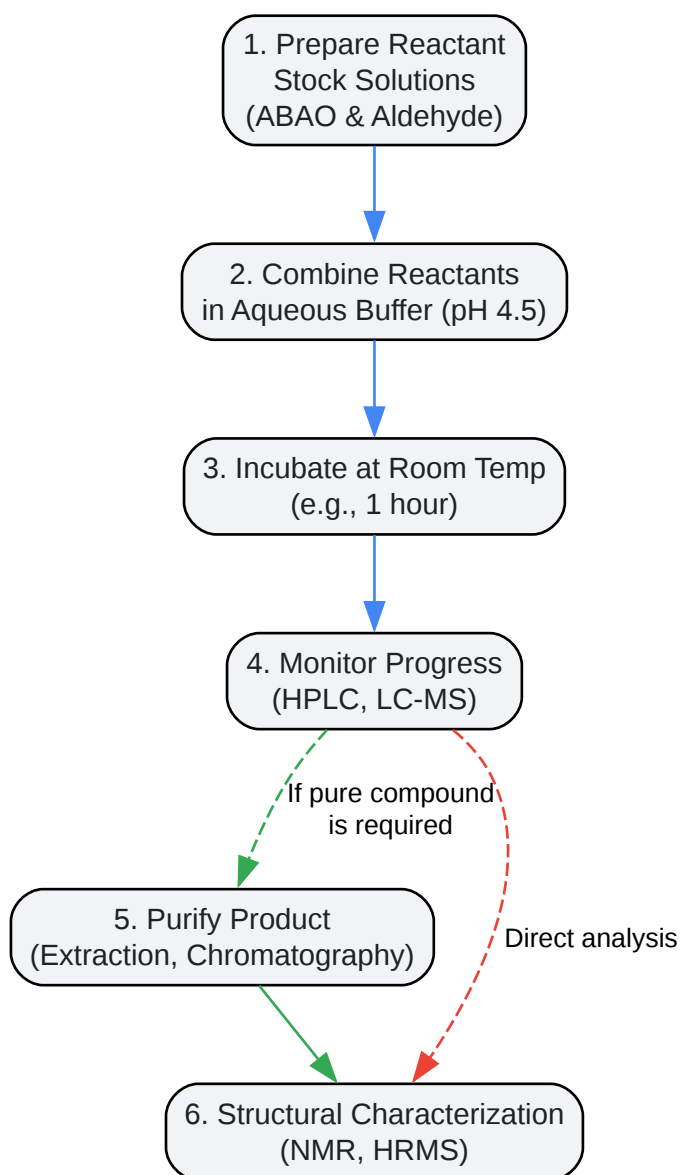 1. Prepare Reactant
Stock Solutions
(ABAO & Aldehyde)
2. Combine Reactants
in Aqueous Buffer (pH 4.5)
3. Incubate at Room Temp
(e.g., 1 hour)
4. Monitor Progress
(HPLC, LC-MS)
If pure compound
is required
5. Purify Product
(Extraction, Chromatography)
Direct analysis
6. Structural Characterization
(NMR, HRMS)